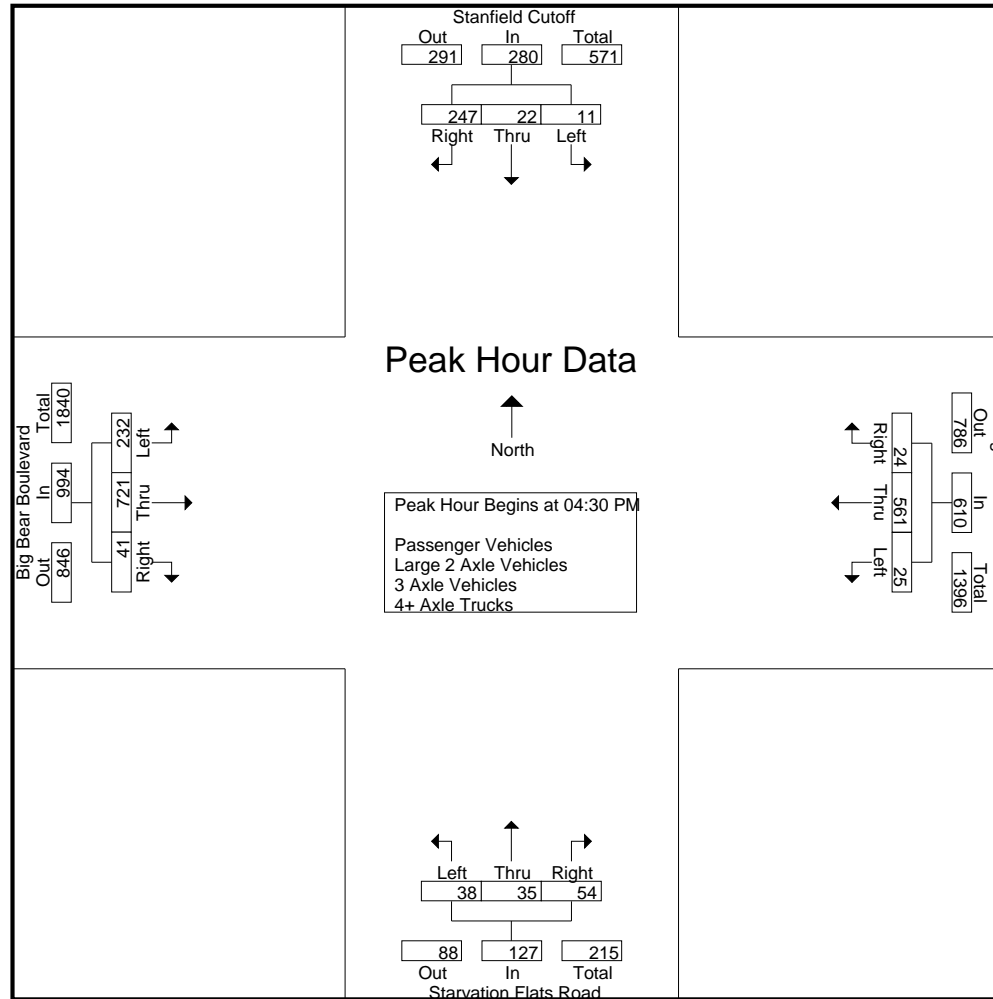 Stanfield Cutoff
Out In Total
291 280 571
247 22 11
Right Thru Left
Peak Hour Data
North
Peak Hour Begins at 04:30 PM
Passenger Vehicles
Large 2 Axle Vehicles
3 Axle Vehicles
4+ Axle Trucks
Big Bear Boulevard
Out In Total
846 994 1840
41 721 232
Right Thru Left
Out In Total
786 610 1396
24 561 25
Right Thru Left
Left Thru Right
38 35 54
88 127 215
Out In Total
Starvation Flats Road